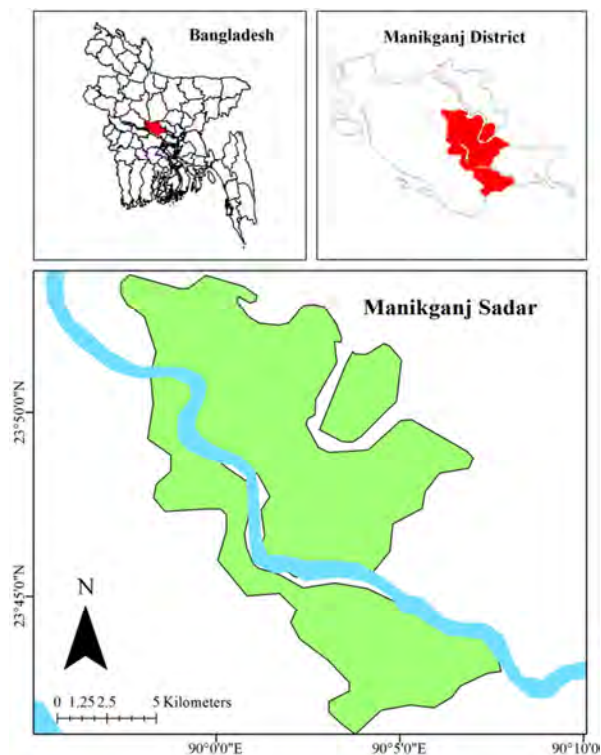 Bangladesh
Manikganj District
Manikganj Sadar
23°50'0"N
23°45'0"N
N
0 1.25 2.5 5 Kilometers
90°0'0"E
90°5'0"E
90°10'0"E